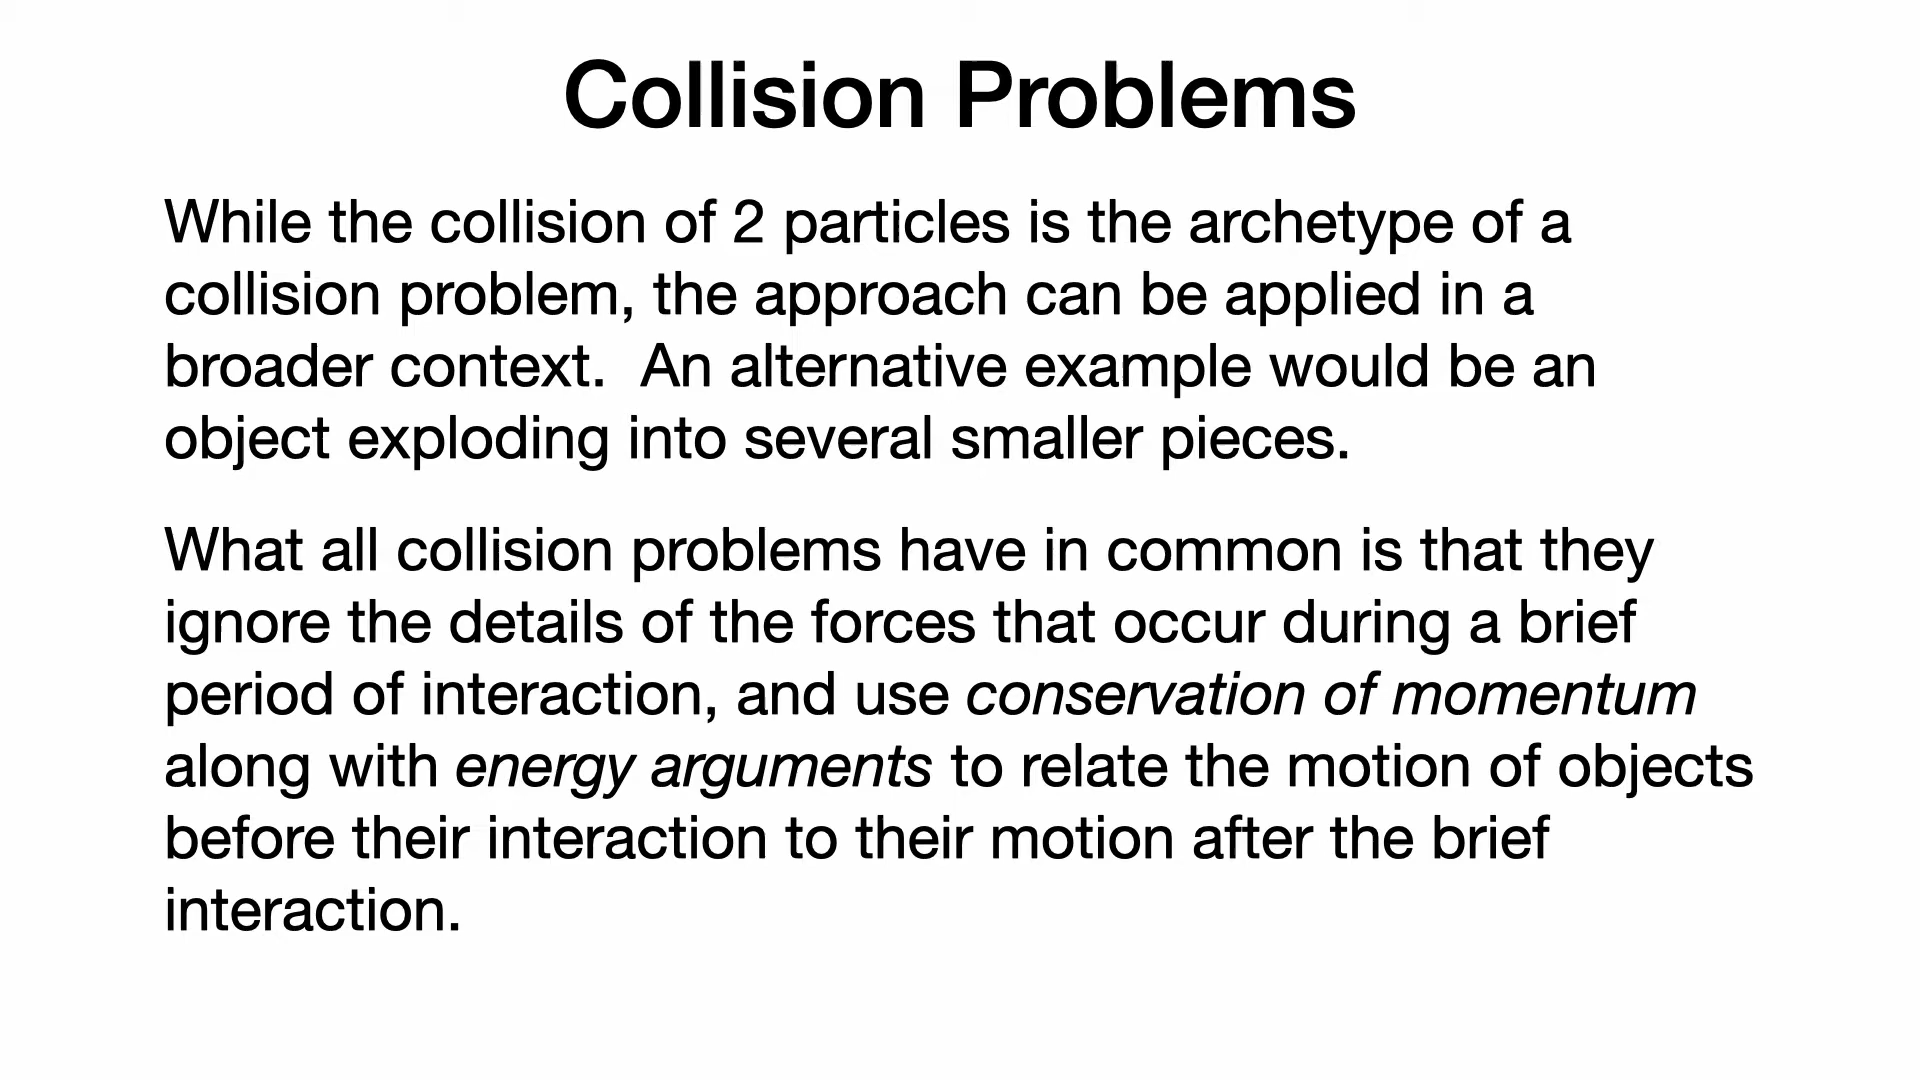 Collision Problems
While the collision of 2 particles is the archetype of a
collision problem, the approach can be applied in a
broader context.  An alternative example would be an
object exploding into several smaller pieces.
What all collision problems have in common is that they
ignore the details of the forces that occur during a brief
period of interaction, and use conservation of momentum
along with energy arguments to relate the motion of objects
before their interaction to their motion after the brief
interaction.